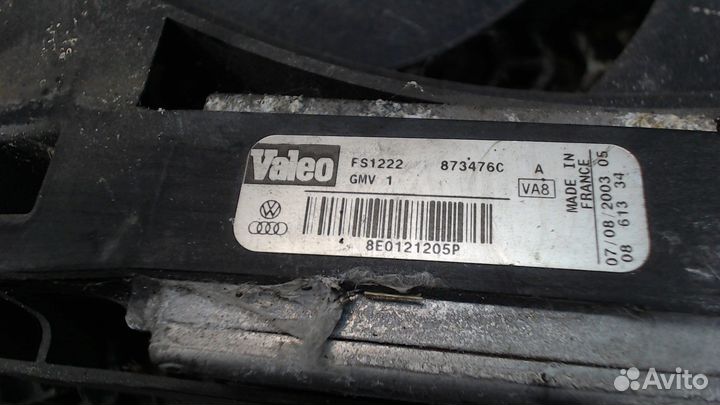 Valeo FS1222 873476C A
GMV 1 VA8
8E0121205P
MADE IN
FRANCE
07/08/2003 05
08 613 34
Avito